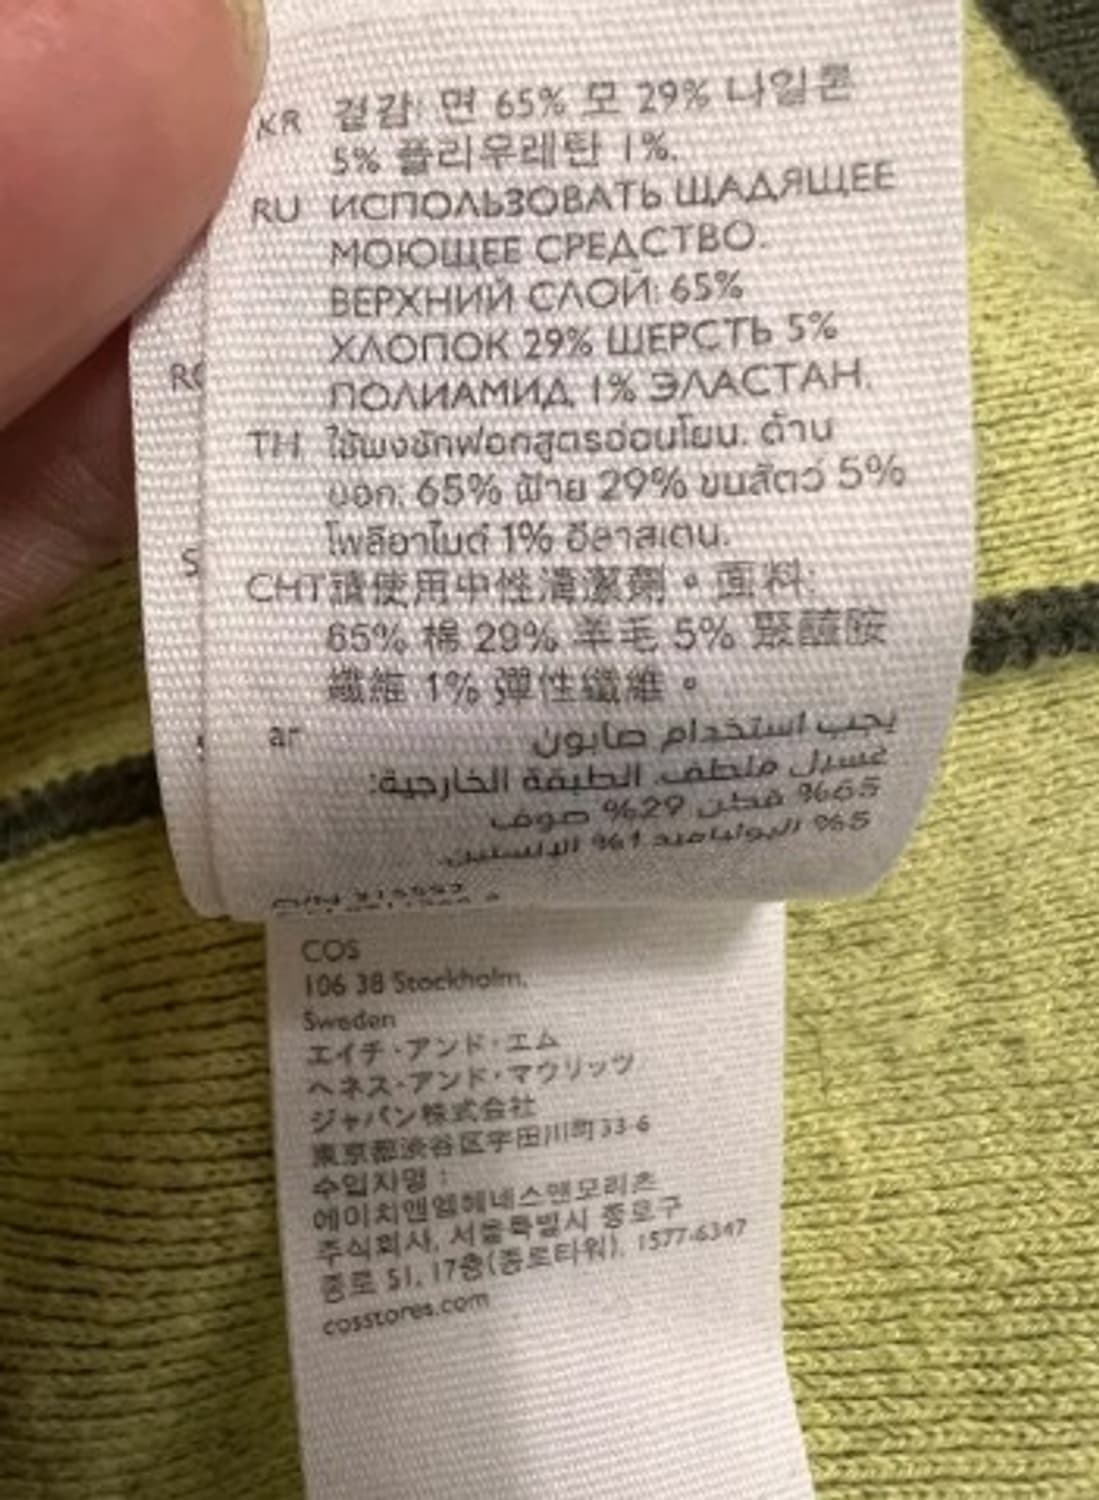 KR 겉감: 면 65% 모 29% 나일론
5% 폴리우레탄 1%.
RU ИСПОЛЬЗОВАТЬ ЩАДЯЩЕЕ
МОЮЩЕЕ СРЕДСТВО.
ВЕРХНИЙ СЛОЙ: 65%
ХЛОПОК 29% ШЕРСТЬ 5%
ПОЛИАМИД 1% ЭЛАСТАН.
TH ใช้ผงซักฟอกสูตรอ่อนโยน. ด้าน
นอก: 65% ฝ้าย 29% ขนสัตว์ 5%
โพลีอาไมด์ 1% อีลาสเตน.
CHT 請使用中性清潔劑。面料:
65% 棉 29% 羊毛 5% 聚醯胺
纖維 1% 彈性纖維。
ar يجب استخدام صابون
غسيل ملطف. الطبقة الخارجية:
65% قطن 29% صوف
5% البولياميد 1% الإلستين.
COS
106 38 Stockholm,
Sweden
エイチ・アンド・エム
ヘネス・アンド・マウリッツ
ジャパン株式会社
東京都渋谷区宇田川町33-6
수입자명 :
에이치앤엠헤네스앤모리츠
주식회사, 서울특별시 종로구
종로 51, 17층(종로타워), 1577-6347
cosstores.com